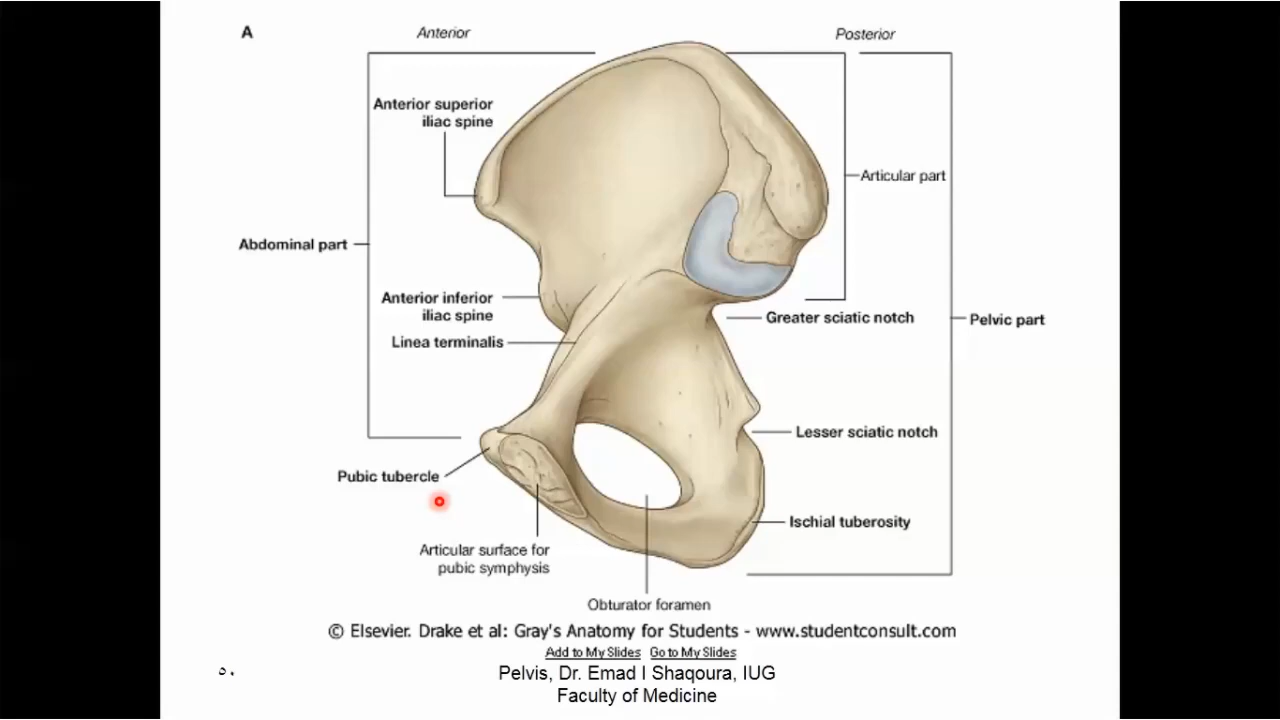 A
Anterior
Posterior
Anterior superior
iliac spine
Articular part
Abdominal part
Anterior inferior
iliac spine
Greater sciatic notch
Pelvic part
Linea terminalis
Lesser sciatic notch
Pubic tubercle
Ischial tuberosity
Articular surface for
pubic symphysis
Obturator foramen
© Elsevier. Drake et al: Gray's Anatomy for Students - www.studentconsult.com
Add to My Slides Go to My Slides
٥٠
Pelvis, Dr. Emad I Shaqoura, IUG
Faculty of Medicine